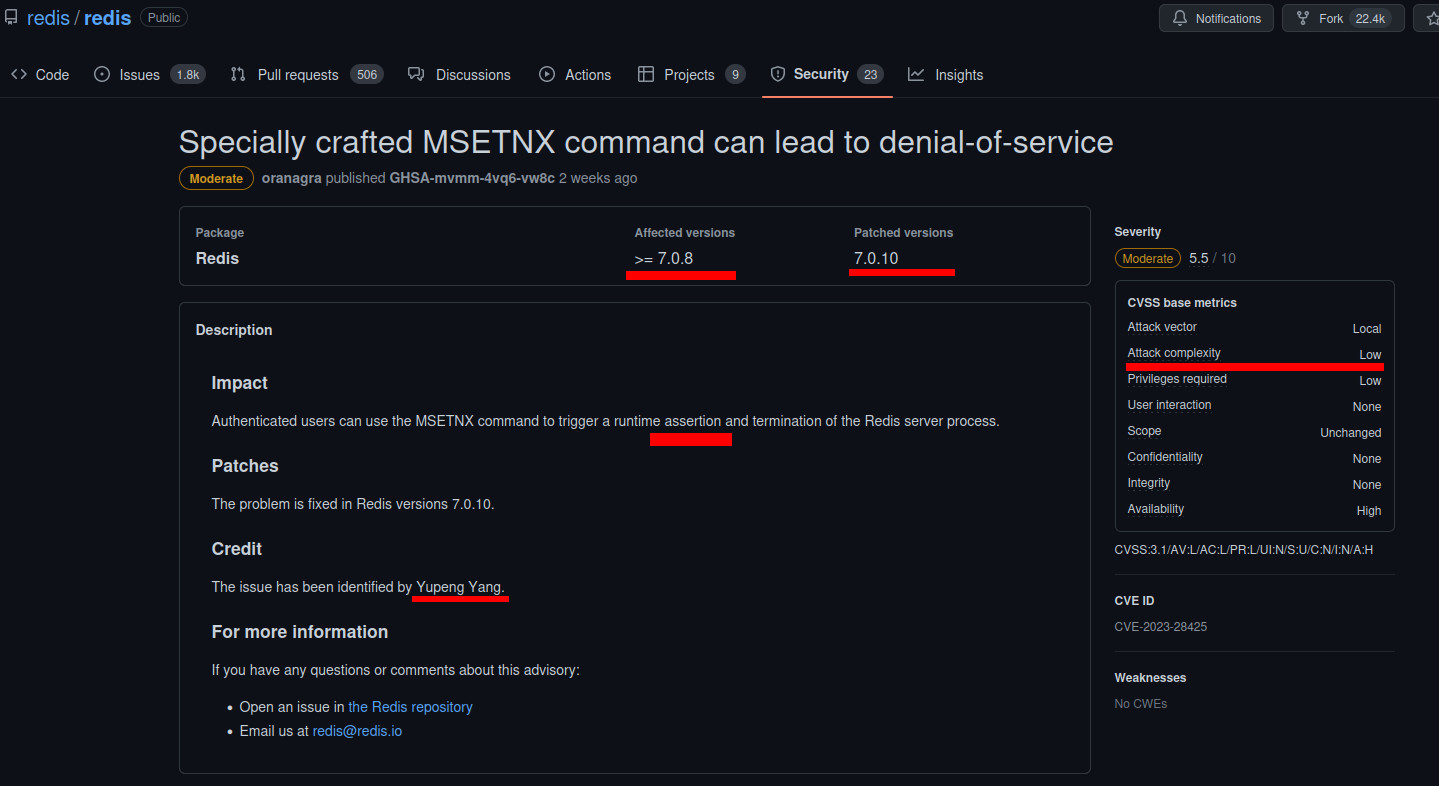 redis / redis Public Notifications Fork 22.4k
Code Issues 1.8k Pull requests 506 Discussions Actions Projects 9 Security 23 Insights
Specially crafted MSETNX command can lead to denial-of-service
Moderate oranagra published GHSA-mvmm-4vq6-vw8c 2 weeks ago
Package Affected versions Patched versions
Redis >= 7.0.8 7.0.10
Description
Impact
Authenticated users can use the MSETNX command to trigger a runtime assertion and termination of the Redis server process.
Patches
The problem is fixed in Redis versions 7.0.10.
Credit
The issue has been identified by Yupeng Yang.
For more information
If you have any questions or comments about this advisory:
• Open an issue in the Redis repository
• Email us at redis@redis.io
Severity
Moderate 5.5 / 10
CVSS base metrics
Attack vector Local
Attack complexity Low
Privileges required Low
User interaction None
Scope Unchanged
Confidentiality None
Integrity None
Availability High
CVSS:3.1/AV:L/AC:L/PR:L/UI:N/S:U/C:N/I:N/A:H
CVE ID
CVE-2023-28425
Weaknesses
No CWEs